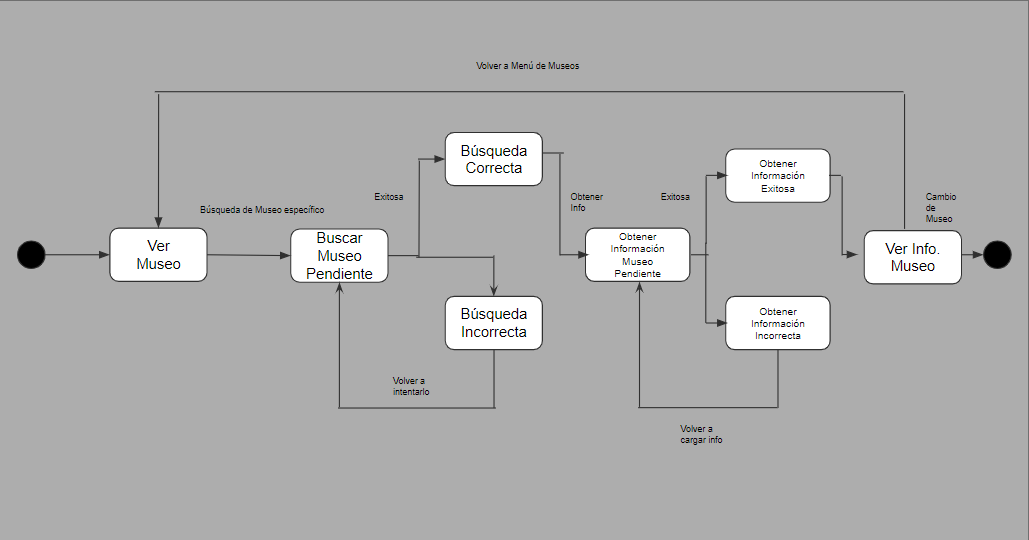 Volver a Menú de Museos
Búsqueda
Correcta
Obtener
Información
Exitosa
Exitosa
Obtener
Info
Exitosa
Cambio
de
Museo
Búsqueda de Museo específico
Ver
Museo
Buscar
Museo
Pendiente
Obtener
Información
Museo
Pendiente
Ver Info.
Museo
Búsqueda
Incorrecta
Obtener
Información
Incorrecta
Volver a
intentarlo
Volver a
cargar info